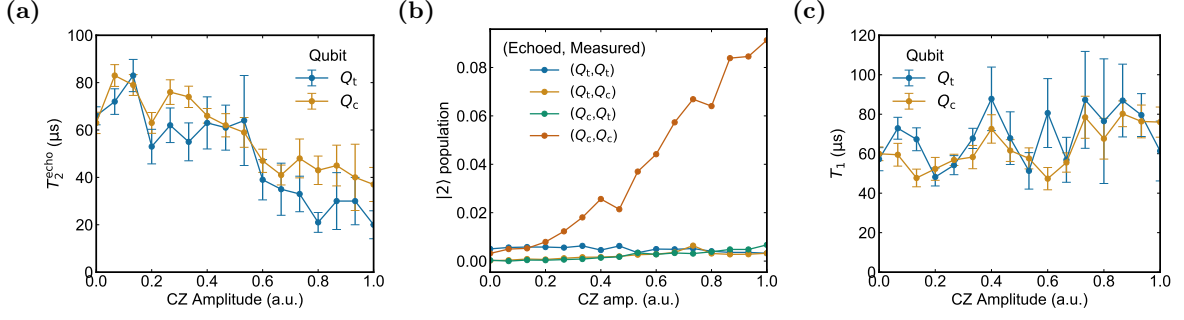 (a)
100
80
60
40
20
0
T₂ᵉᶜʰᵒ (µs)
0.0 0.2 0.4 0.6 0.8 1.0
CZ Amplitude (a.u.)
Qubit
Qt
Qc
(b)
0.08
0.06
0.04
0.02
0.00
|2⟩ population
0.0 0.2 0.4 0.6 0.8 1.0
CZ amp. (a.u.)
(Echoed, Measured)
(Qt,Qt)
(Qt,Qc)
(Qc,Qt)
(Qc,Qc)
(c)
120
100
80
60
40
20
0
T₁ (µs)
0.0 0.2 0.4 0.6 0.8 1.0
CZ Amplitude (a.u.)
Qubit
Qt
Qc